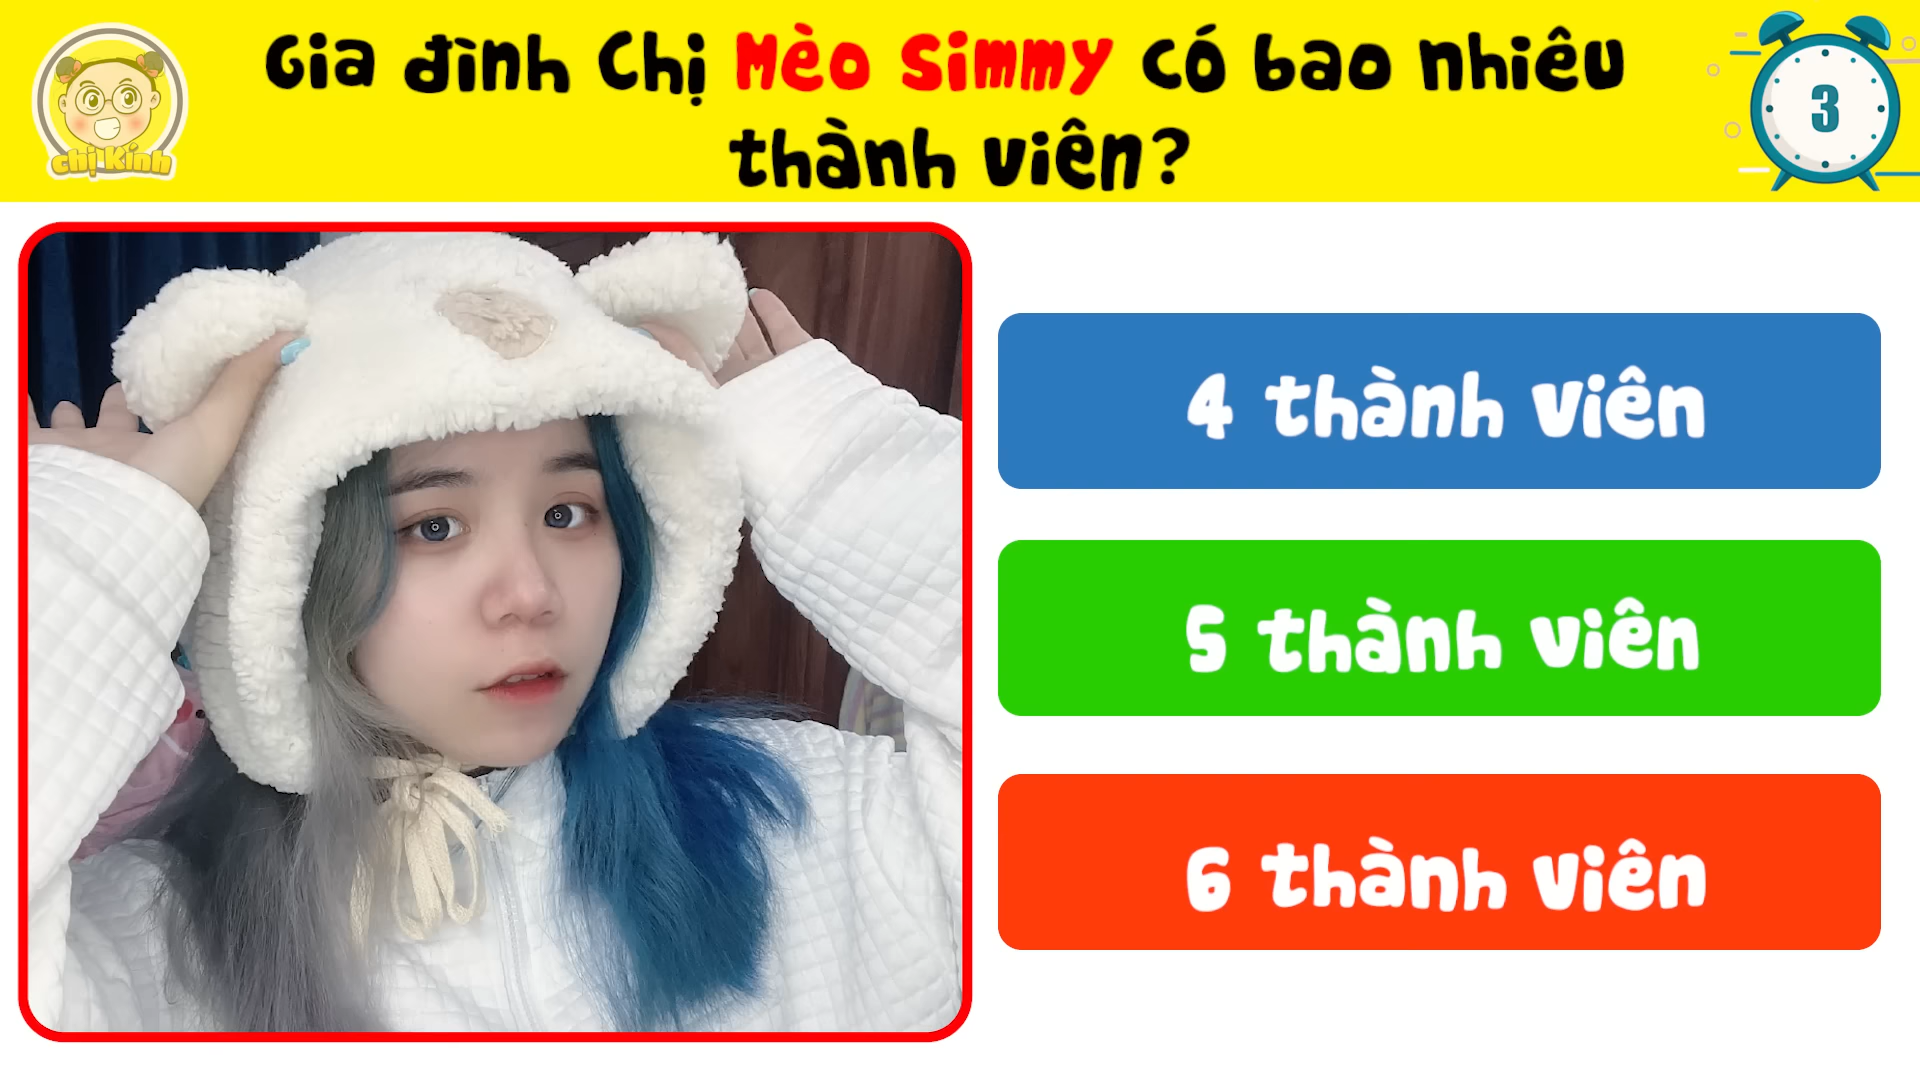 Gia đình Chị Mèo Simmy có bao nhiêu
thành viên?
3
chị Kính
4 thành viên
5 thành viên
6 thành viên